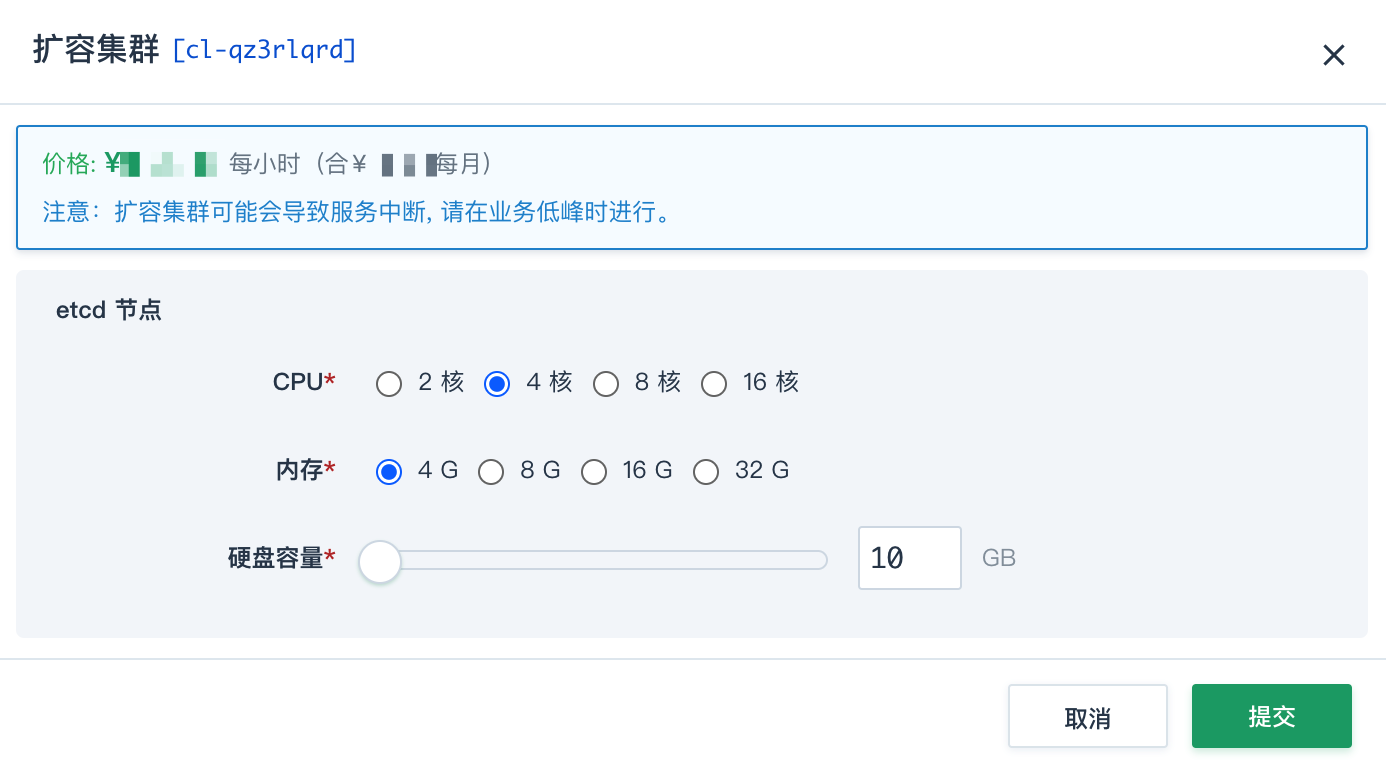 扩容集群 [cl-qz3rlqrd]
价格: ¥ 每小时（合¥ 每月）
注意：扩容集群可能会导致服务中断, 请在业务低峰时进行。
etcd 节点
CPU* 2 核 4 核 8 核 16 核
内存* 4 G 8 G 16 G 32 G
硬盘容量* 10 GB
取消 提交